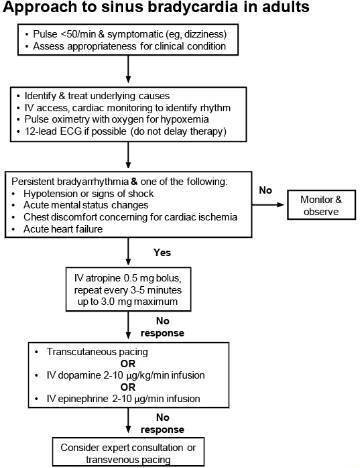 Approach to sinus bradycardia in adults
• Pulse <50/min & symptomatic (eg, dizziness)
• Assess appropriateness for clinical condition
• Identify & treat underlying causes
• IV access, cardiac monitoring to identify rhythm
• Pulse oximetry with oxygen for hypoxemia
• 12-lead ECG if possible (do not delay therapy)
Persistent bradyarrhythmia & one of the following:
• Hypotension or signs of shock
• Acute mental status changes
• Chest discomfort concerning for cardiac ischemia
• Acute heart failure
No
Monitor &
observe
Yes
IV atropine 0.5 mg bolus,
repeat every 3-5 minutes
up to 3.0 mg maximum
No
response
• Transcutaneous pacing
OR
• IV dopamine 2-10 µg/kg/min infusion
OR
• IV epinephrine 2-10 µg/min infusion
No
response
Consider expert consultation or
transvenous pacing